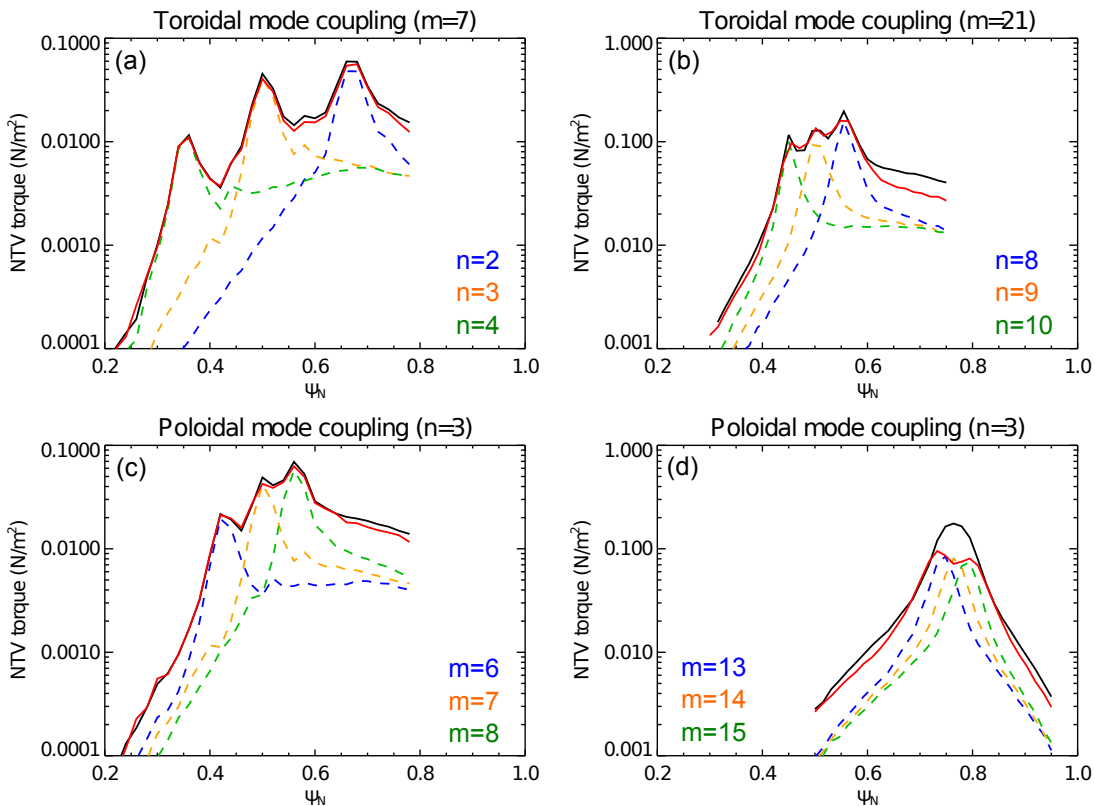 Toroidal mode coupling (m=7)
(a)
NTV torque (N/m²)
0.1000
0.0100
0.0010
0.0001
n=2
n=3
n=4
0.2 0.4 0.6 0.8 1.0
ψN
Toroidal mode coupling (m=21)
(b)
NTV torque (N/m²)
1.000
0.100
0.010
0.001
n=8
n=9
n=10
0.2 0.4 0.6 0.8 1.0
ψN
Poloidal mode coupling (n=3)
(c)
NTV torque (N/m²)
0.1000
0.0100
0.0010
0.0001
m=6
m=7
m=8
0.2 0.4 0.6 0.8 1.0
ψN
Poloidal mode coupling (n=3)
(d)
NTV torque (N/m²)
1.000
0.100
0.010
0.001
m=13
m=14
m=15
0.2 0.4 0.6 0.8 1.0
ψN